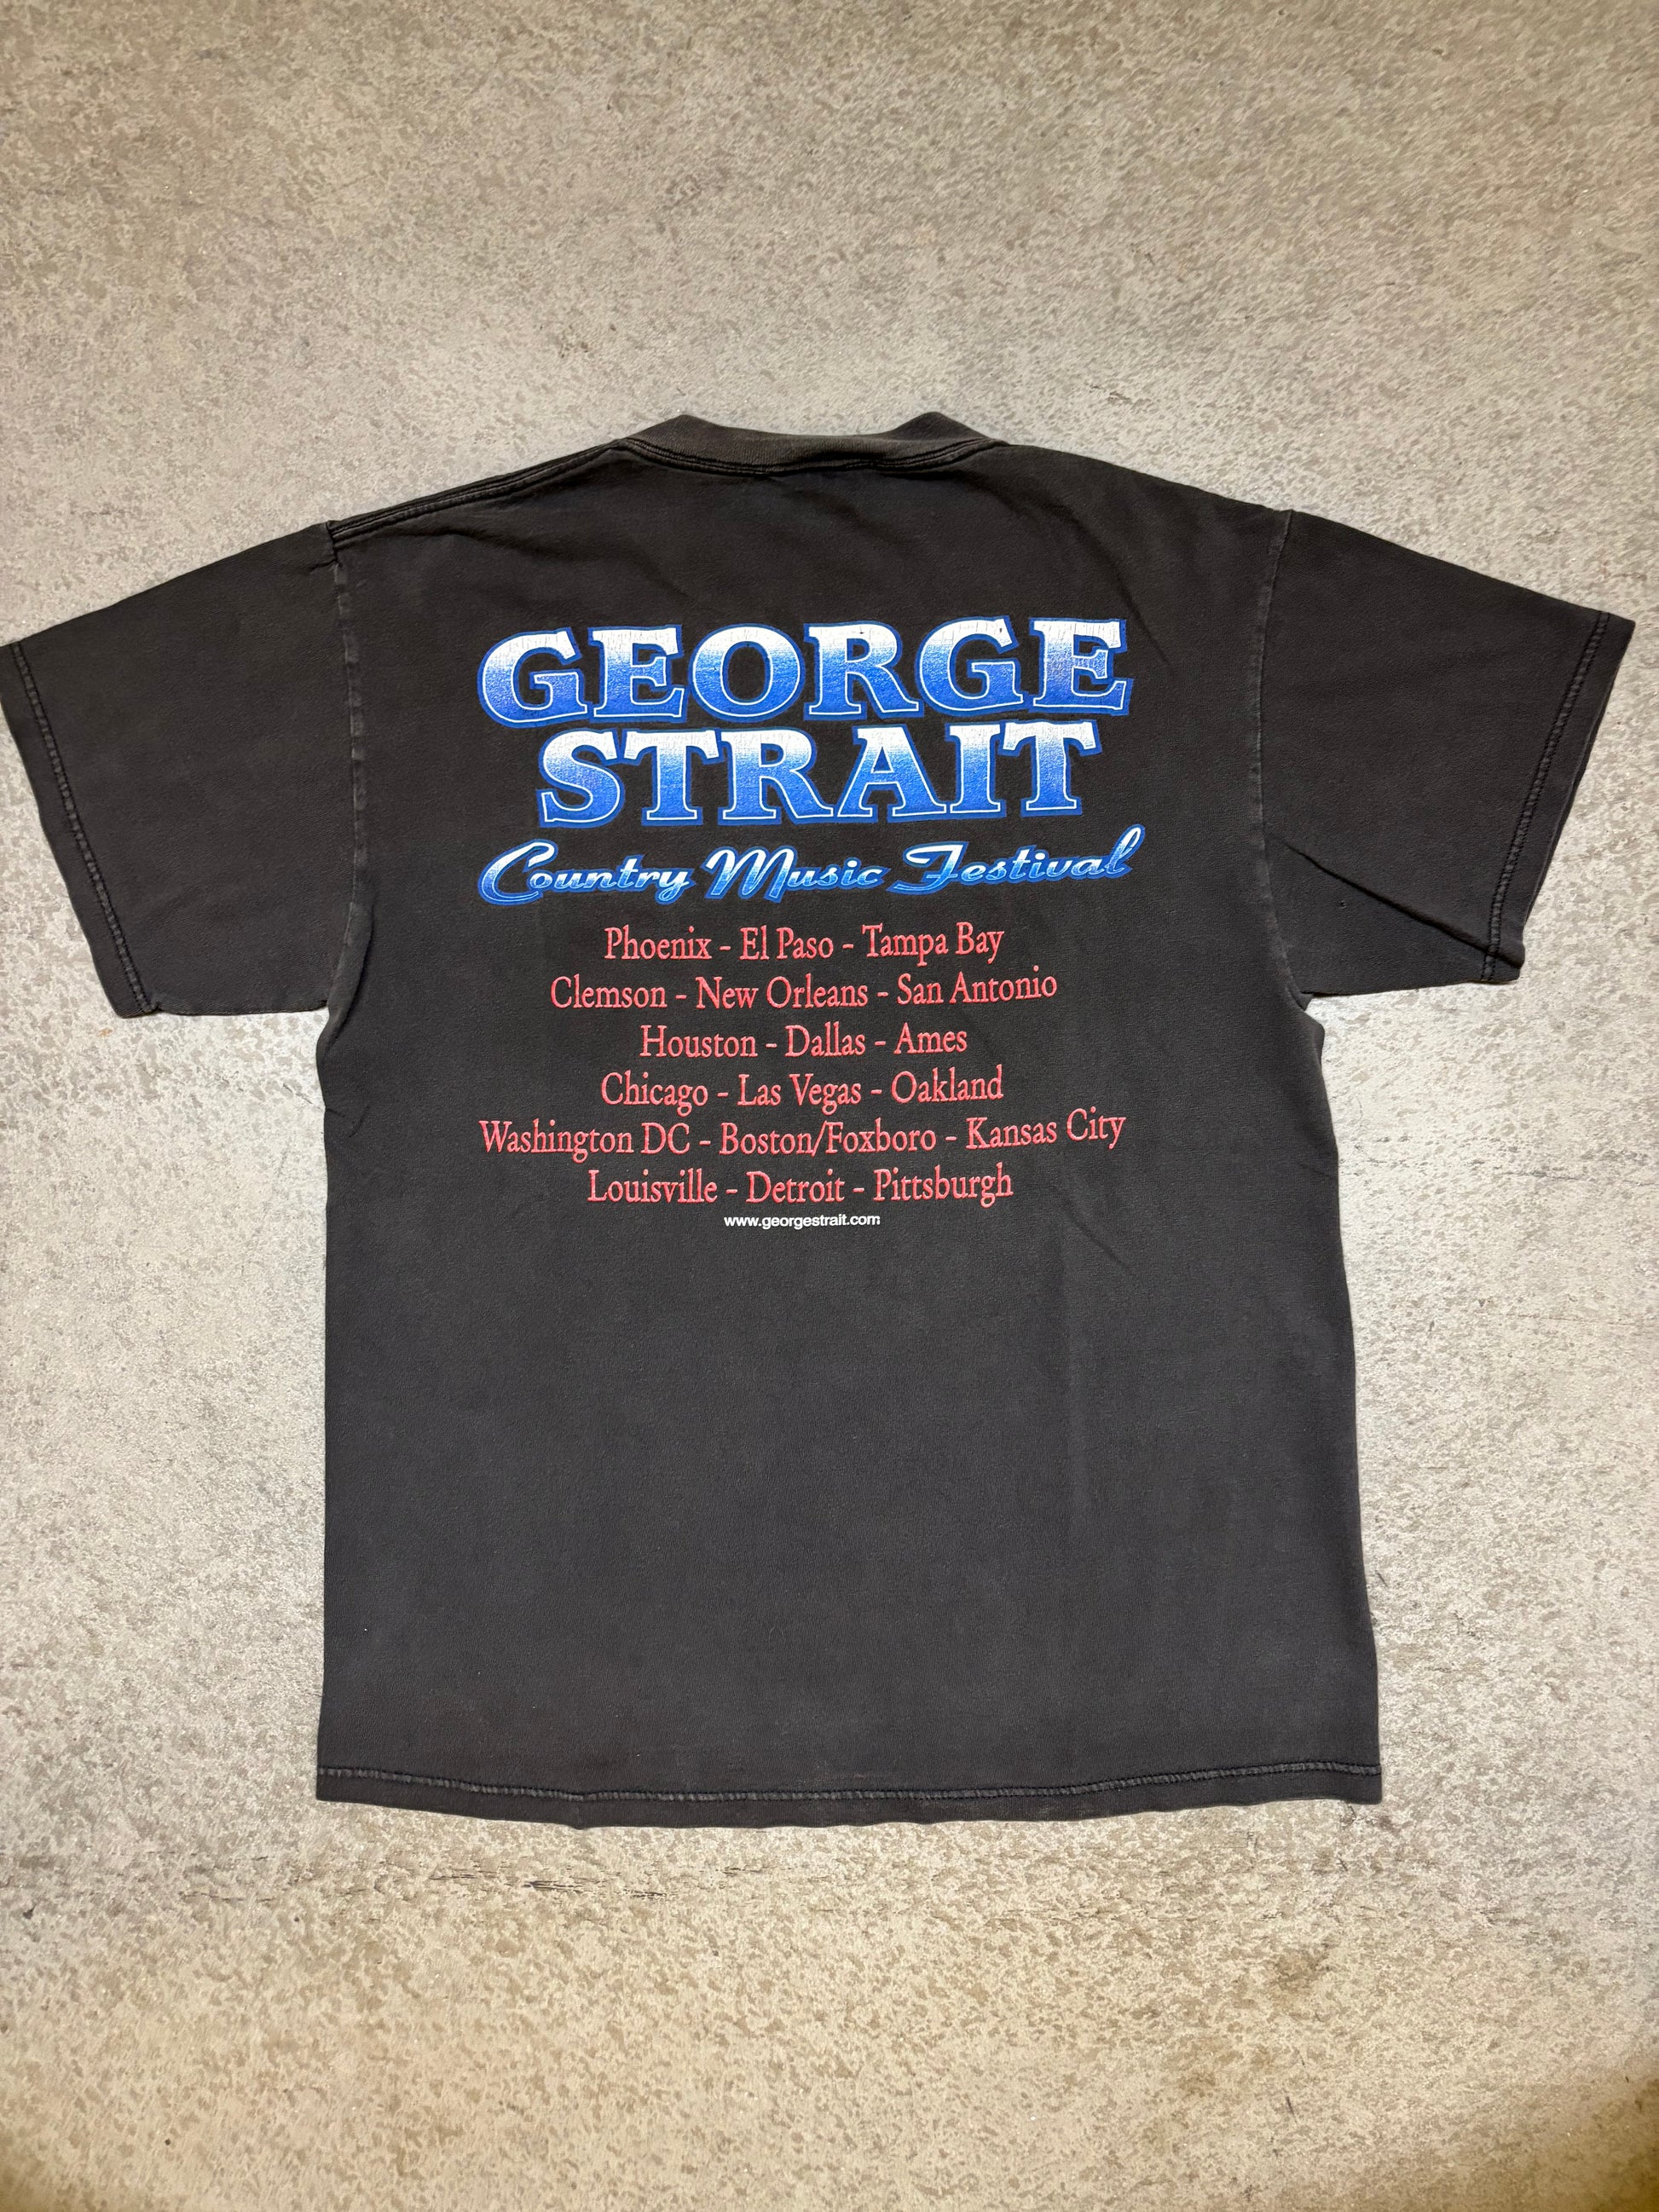 GEORGE
STRAIT
Country Music Festival
Phoenix - El Paso - Tampa Bay
Clemson - New Orleans - San Antonio
Houston - Dallas - Ames
Chicago - Las Vegas - Oakland
Washington DC - Boston/Foxboro - Kansas City
Louisville - Detroit - Pittsburgh
www.georgestrait.com